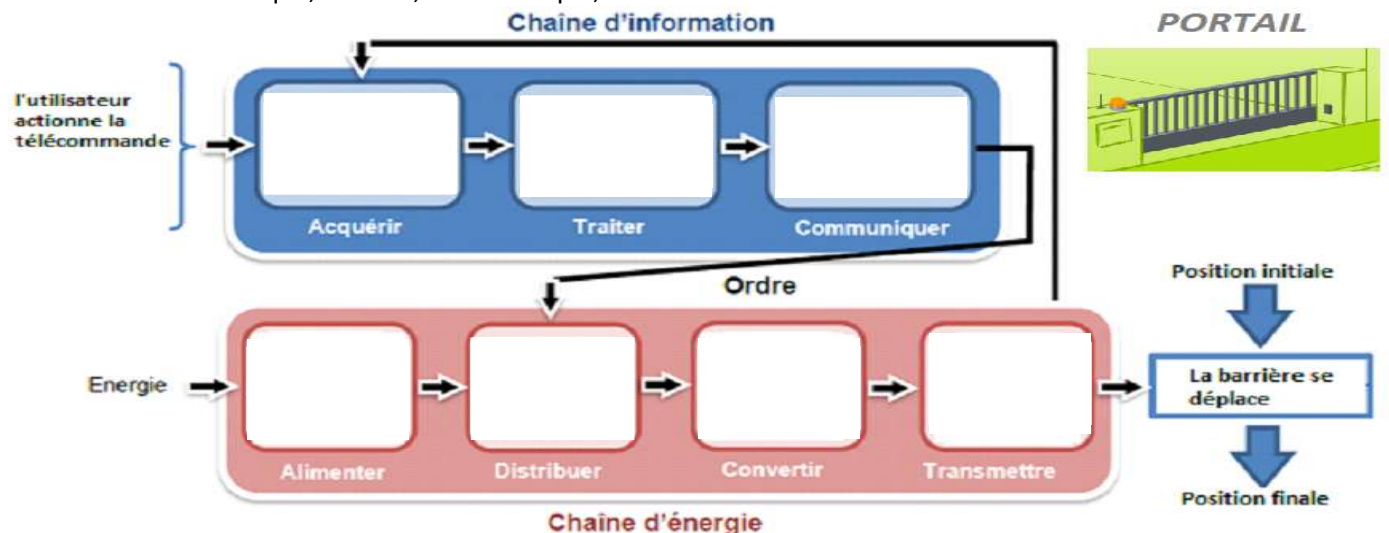 Chaîne d'information
PORTAIL
l'utilisateur
actionne la
télécommande
Acquérir
Traiter
Communiquer
Ordre
Position initiale
Energie
La barrière se
déplace
Alimenter
Distribuer
Convertir
Transmettre
Position finale
Chaîne d'énergie